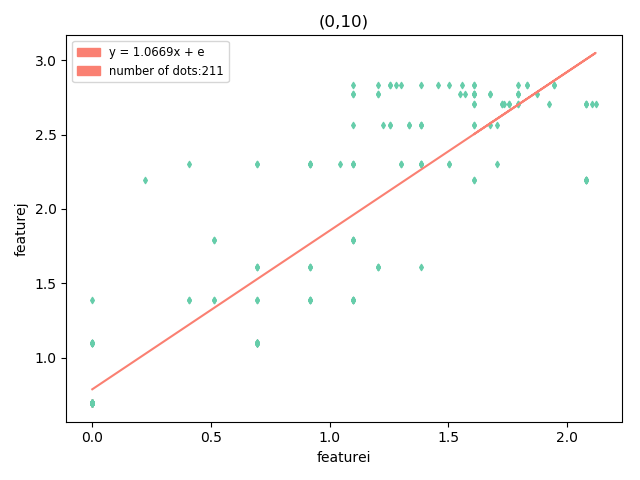 (0,10)
y = 1.0669x + e
number of dots:211
3.0
2.5
2.0
1.5
1.0
featurej
0.0 0.5 1.0 1.5 2.0
featurei